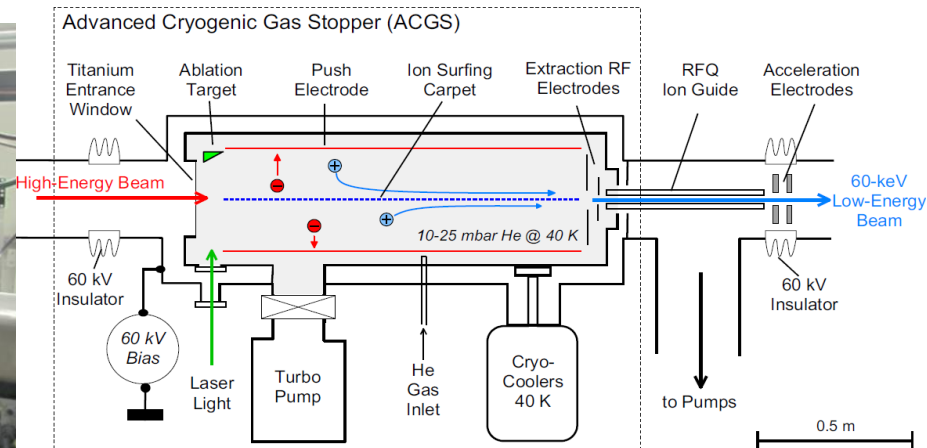 Advanced Cryogenic Gas Stopper (ACGS)
Titanium
Entrance
Window
Ablation
Target
Push
Electrode
Ion Surfing
Carpet
Extraction RF
Electrodes
RFQ
Ion Guide
Acceleration
Electrodes
High-Energy Beam
60-keV
Low-Energy
Beam
10-25 mbar He @ 40 K
60 kV
Insulator
60 kV
Bias
Laser
Light
Turbo
Pump
He
Gas
Inlet
Cryo-
Coolers
40 K
to Pumps
60 kV
Insulator
0.5 m